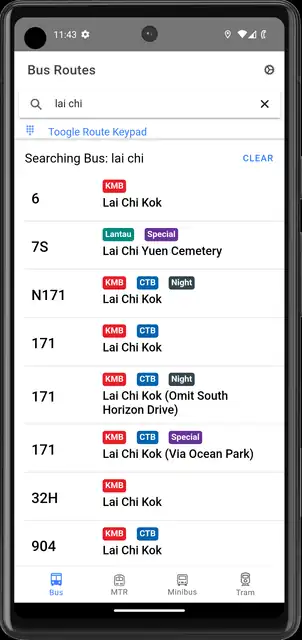 11:43
Bus Routes
lai chi
Toogle Route Keypad
Searching Bus: lai chi
CLEAR
KMB
6
Lai Chi Kok
Lantau Special
7S
Lai Chi Yuen Cemetery
KMB CTB Night
N171
Lai Chi Kok
KMB CTB
171
Lai Chi Kok
KMB CTB Night
171
Lai Chi Kok (Omit South
Horizon Drive)
KMB CTB Special
171
Lai Chi Kok (Via Ocean Park)
KMB
32H
Lai Chi Kok
KMB CTB
904
Lai Chi Kok
Bus MTR Minibus Tram